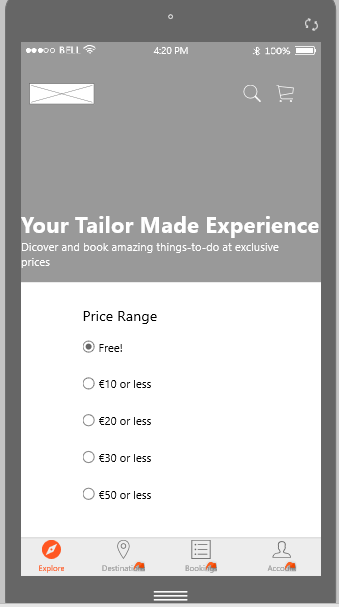 BELL 4:20 PM 100%
Your Tailor Made Experience
Dicover and book amazing things-to-do at exclusive
prices
Price Range
Free!
€10 or less
€20 or less
€30 or less
€50 or less
Explore Destinations Bookings Account